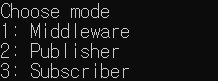 Choose mode
1: Middleware
2: Publisher
3: Subscriber